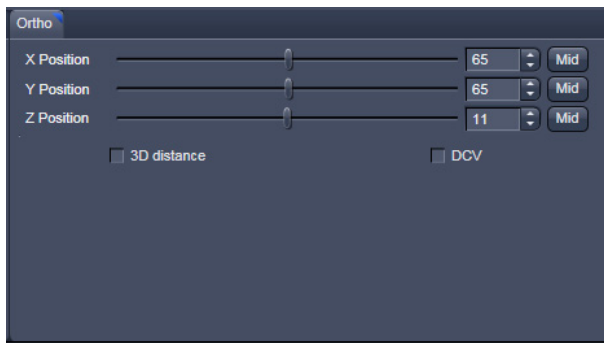 Ortho
X Position 65 Mid
Y Position 65 Mid
Z Position 11 Mid
3D distance DCV